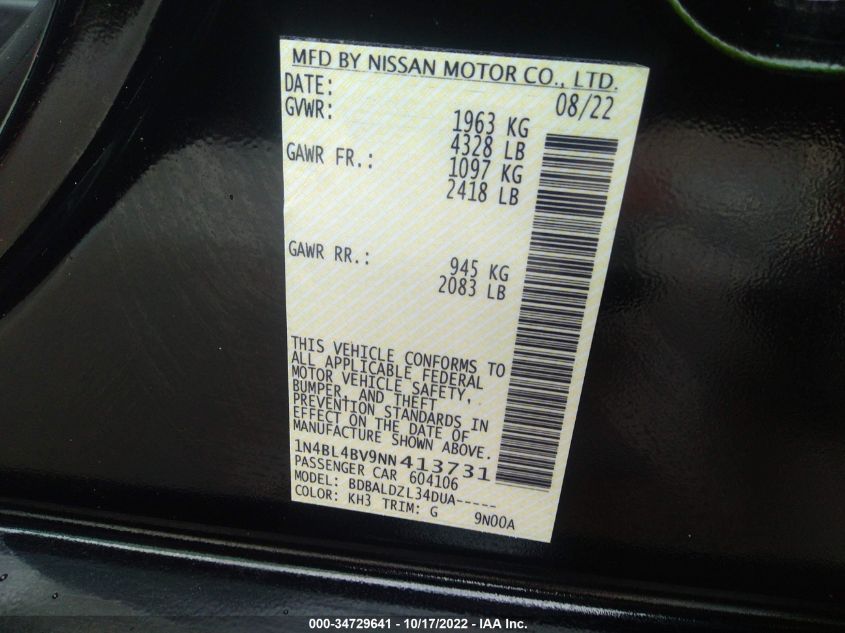 MFD BY NISSAN MOTOR CO., LTD.
DATE: 08/22
GVWR: 1963 KG
4328 LB
GAWR FR.: 1097 KG
2418 LB
GAWR RR.: 945 KG
2083 LB
THIS VEHICLE CONFORMS TO
ALL APPLICABLE FEDERAL
MOTOR VEHICLE SAFETY,
BUMPER, AND THEFT
PREVENTION STANDARDS IN
EFFECT ON THE DATE OF
MANUFACTURE SHOWN ABOVE.
1N4BL4BV9NN413731
PASSENGER CAR 604106
MODEL: BDBALDZL34DUA-----
COLOR: KH3 TRIM: G 9N00A
000-34729641 - 10/17/2022 - IAA Inc.